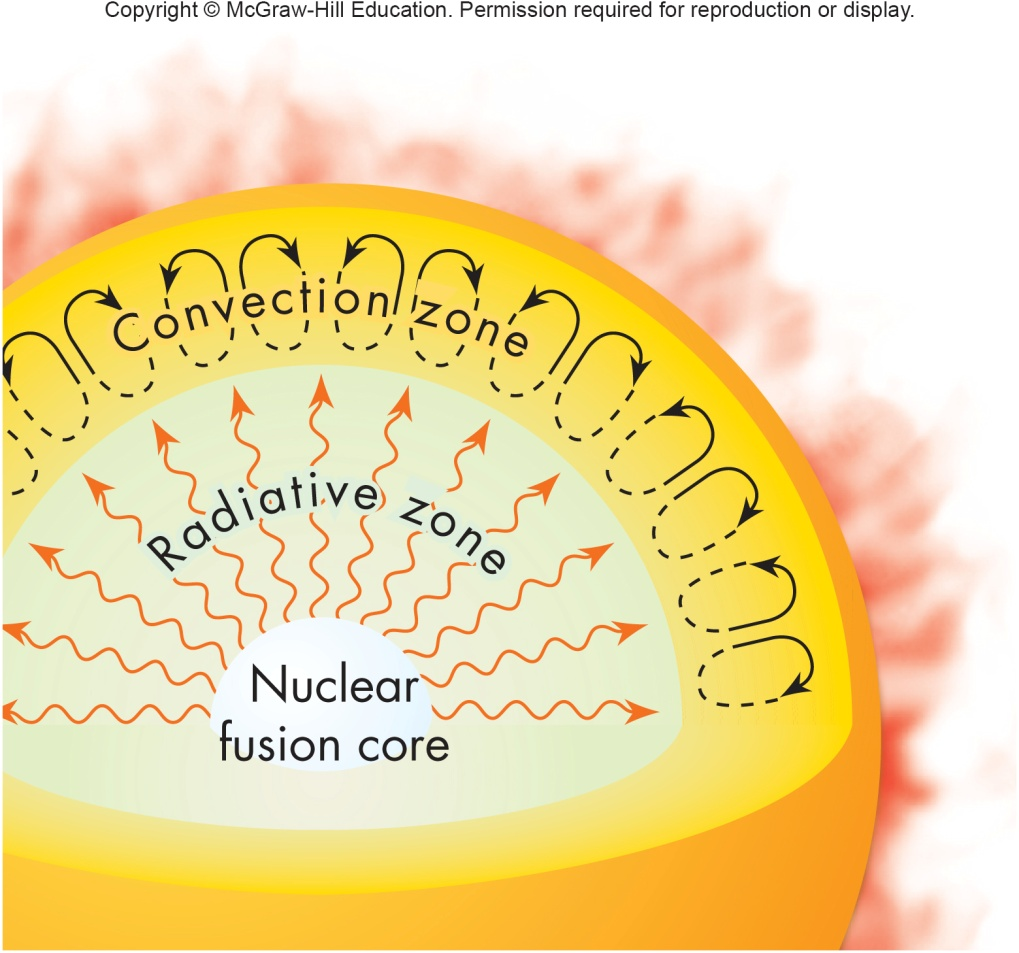 Copyright © McGraw-Hill Education. Permission required for reproduction or display.
Convection zone
Radiative zone
Nuclear
fusion core